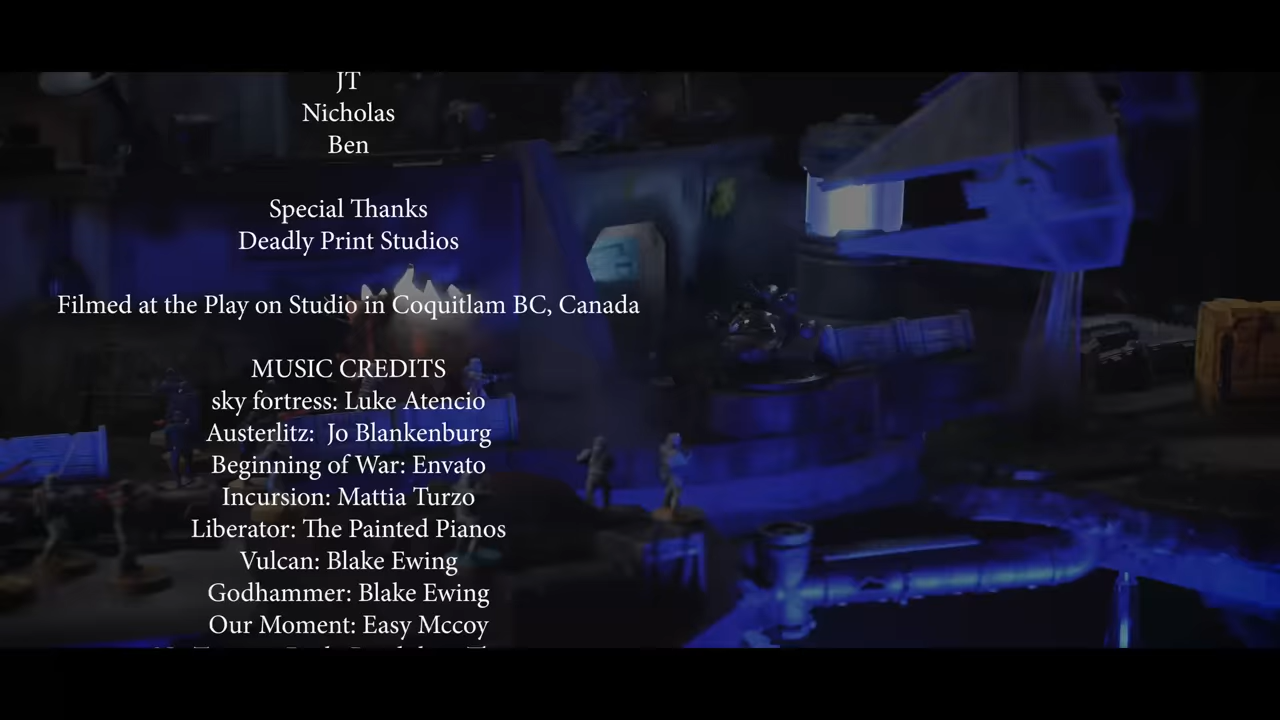 JT
Nicholas
Ben
Special Thanks
Deadly Print Studios
Filmed at the Play on Studio in Coquitlam BC, Canada
MUSIC CREDITS
sky fortress: Luke Atencio
Austerlitz: Jo Blankenburg
Beginning of War: Envato
Incursion: Mattia Turzo
Liberator: The Painted Pianos
Vulcan: Blake Ewing
Godhammer: Blake Ewing
Our Moment: Easy Mccoy